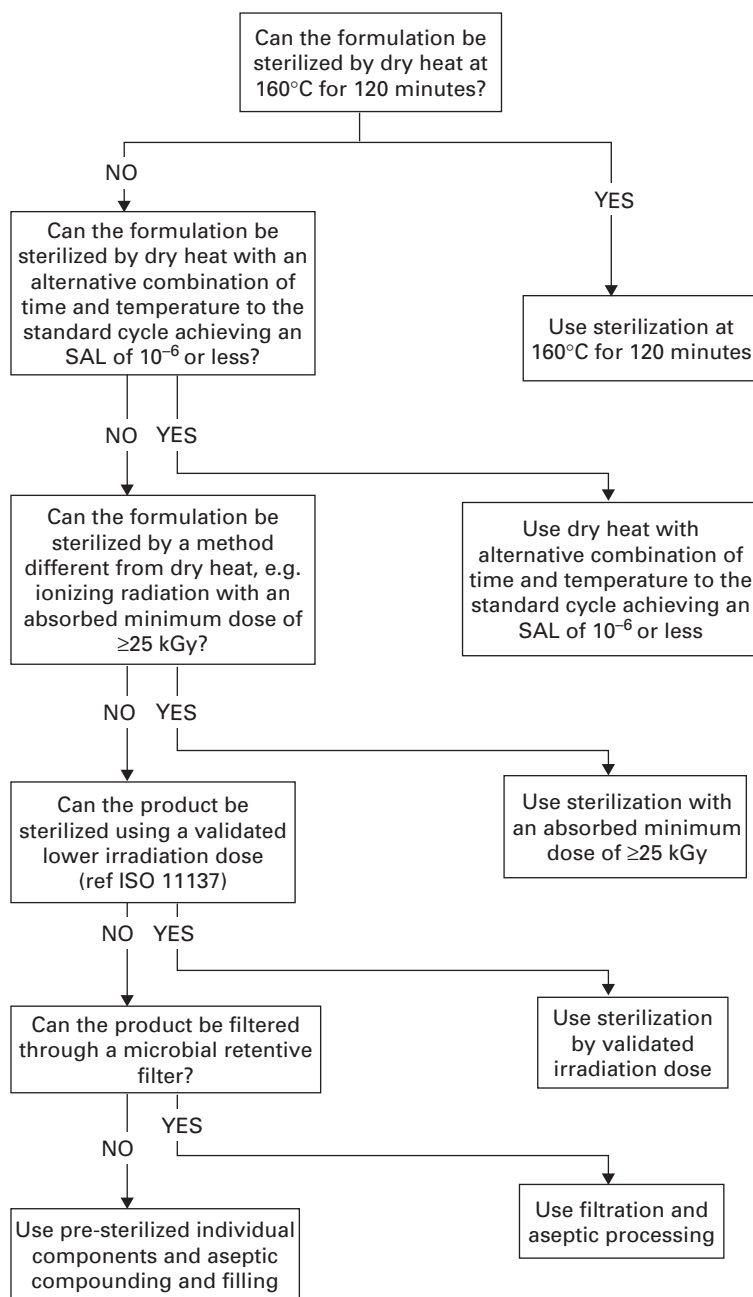 Can the formulation be
sterilized by dry heat at
160°C for 120 minutes?
NO
YES
Can the formulation be
sterilized by dry heat with an
alternative combination of
time and temperature to the
standard cycle achieving an
SAL of 10⁻⁶ or less?
Use sterilization at
160°C for 120 minutes
NO YES
Can the formulation be
sterilized by a method
different from dry heat, e.g.
ionizing radiation with an
absorbed minimum dose of
≥25 kGy?
Use dry heat with
alternative combination of
time and temperature to the
standard cycle achieving an
SAL of 10⁻⁶ or less
NO YES
Can the product be
sterilized using a validated
lower irradiation dose
(ref ISO 11137)
Use sterilization with
an absorbed minimum
dose of ≥25 kGy
NO YES
Can the product be filtered
through a microbial retentive
filter?
Use sterilization
by validated
irradiation dose
YES
NO
Use pre-sterilized individual
components and aseptic
compounding and filling
Use filtration and
aseptic processing